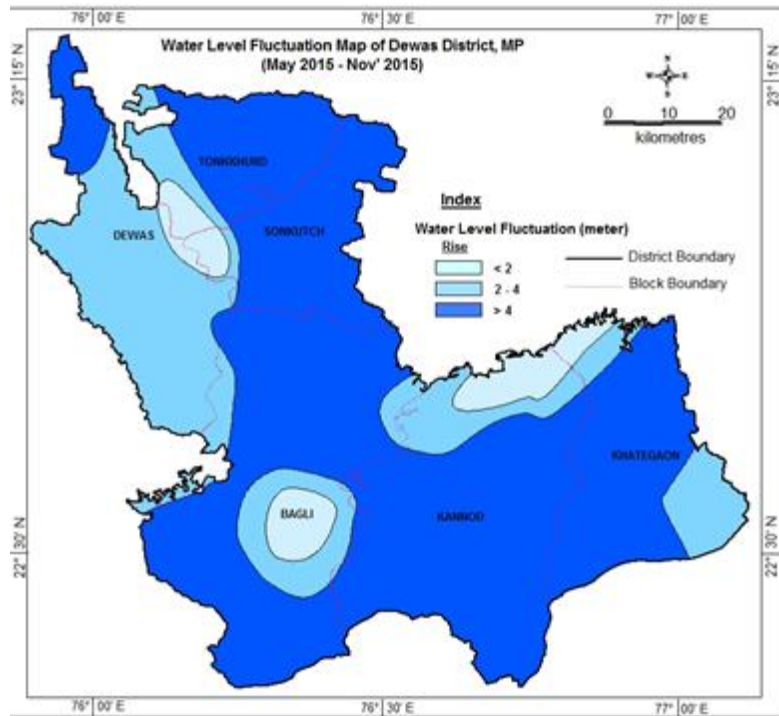 76° 00' E
76° 30' E
77° 00' E
Water Level Fluctuation Map of Dewas District, MP
(May 2015 - Nov' 2015)
23° 15' N
23° 15' N
N
W
E
S
0 10 20
kilometres
TONKKHURD
DEWAS
SONKUTCH
Index
Water Level Fluctuation (meter)
Rise
< 2
2 - 4
> 4
District Boundary
Block Boundary
KHATEGAON
BAGLI
KANNOD
22° 30' N
22° 30' N
76° 00' E
76° 30' E
77° 00' E